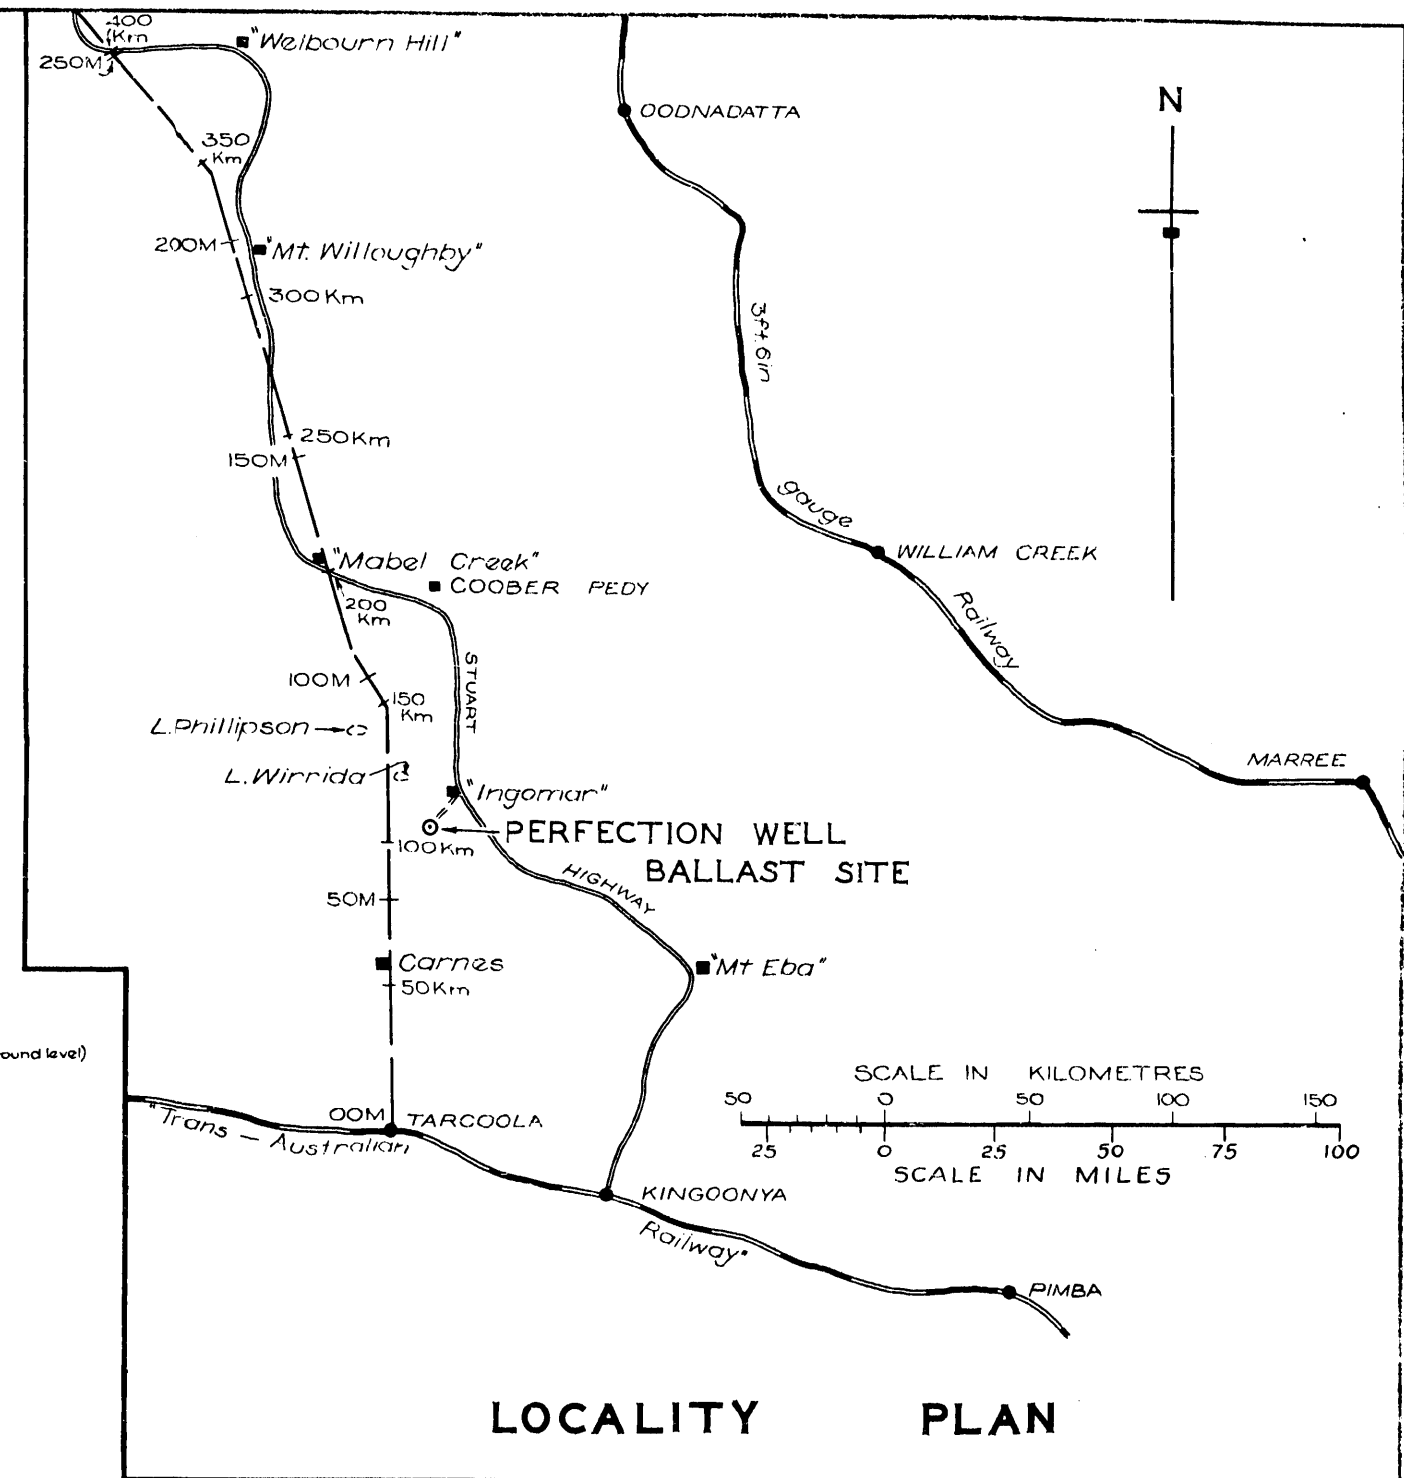 400
Km
250M
"Welbourn Hill"
OODNADATTA
N
350
Km
200M
"Mt. Willoughby"
300Km
3ft. 6in
250Km
150M
gauge
WILLIAM CREEK
"Mabel Creek"
COOBER PEDY
200
Km
Railway
STUART
100M
150
Km
L.Phillipson
L.Wirrida
MARREE
"Ingomar"
PERFECTION WELL
BALLAST SITE
100Km
HIGHWAY
50M
Carnes
"Mt Eba"
50Km
ound level)
SCALE IN KILOMETRES
50 0 50 100 150
25 0 25 50 75 100
SCALE IN MILES
00M
TARCOOLA
"Trans - Australian
KINGOONYA
Railway"
PIMBA
LOCALITY PLAN